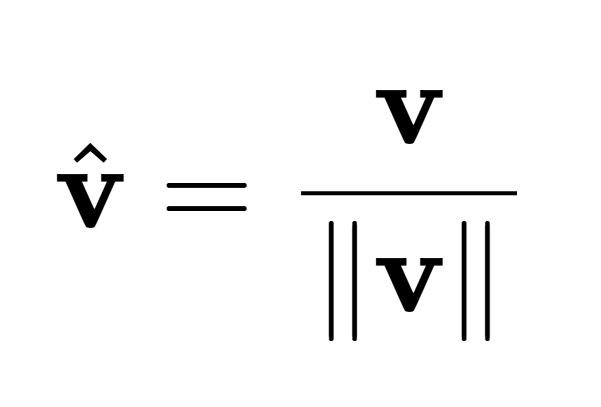 v̂ = v / ‖v‖